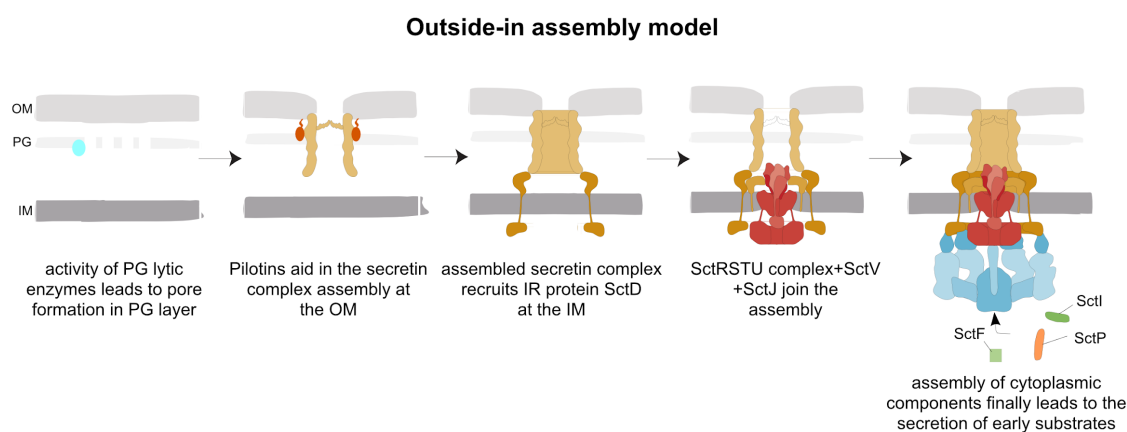 Outside-in assembly model
OM
PG
IM
activity of PG lytic
enzymes leads to pore
formation in PG layer
Pilotins aid in the secretin
complex assembly at
the OM
assembled secretin complex
recruits IR protein SctD
at the IM
SctRSTU complex+SctV
+SctJ join the
assembly
SctI
SctF
SctP
assembly of cytoplasmic
components finally leads to the
secretion of early substrates